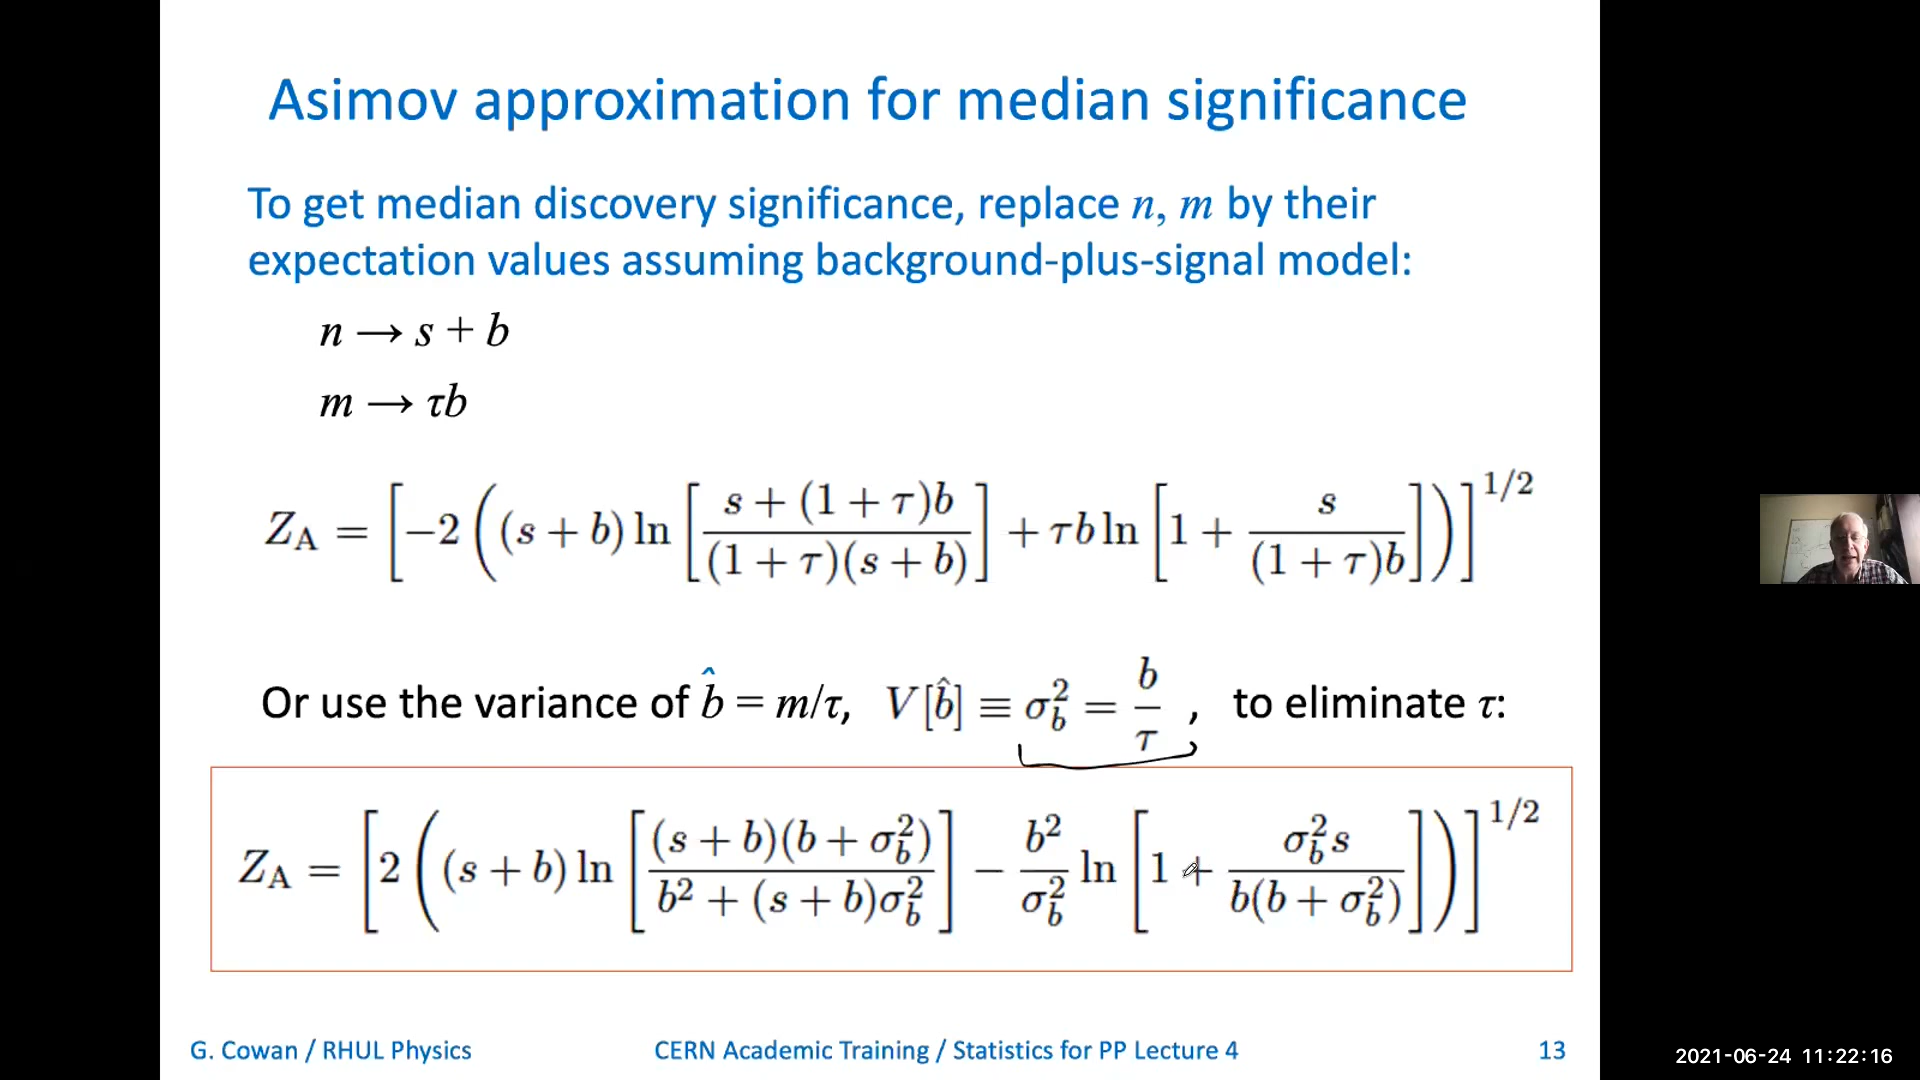 Asimov approximation for median significance
To get median discovery significance, replace n, m by their
expectation values assuming background-plus-signal model:
n → s + b
m → τb
Z_A = [−2((s + b) ln[(s + (1 + τ)b)/((1 + τ)(s + b))] + τb ln[1 + s/((1 + τ)b)])]^{1/2}
Or use the variance of b̂ = m/τ, V[b̂] ≡ σ_b^2 = b/τ , to eliminate τ:
Z_A = [2((s + b) ln[((s + b)(b + σ_b^2))/(b^2 + (s + b)σ_b^2)] − b^2/σ_b^2 ln[1 + σ_b^2 s/(b(b + σ_b^2))])]^{1/2}
G. Cowan / RHUL Physics CERN Academic Training / Statistics for PP Lecture 4 13
2021-06-24 11:22:16